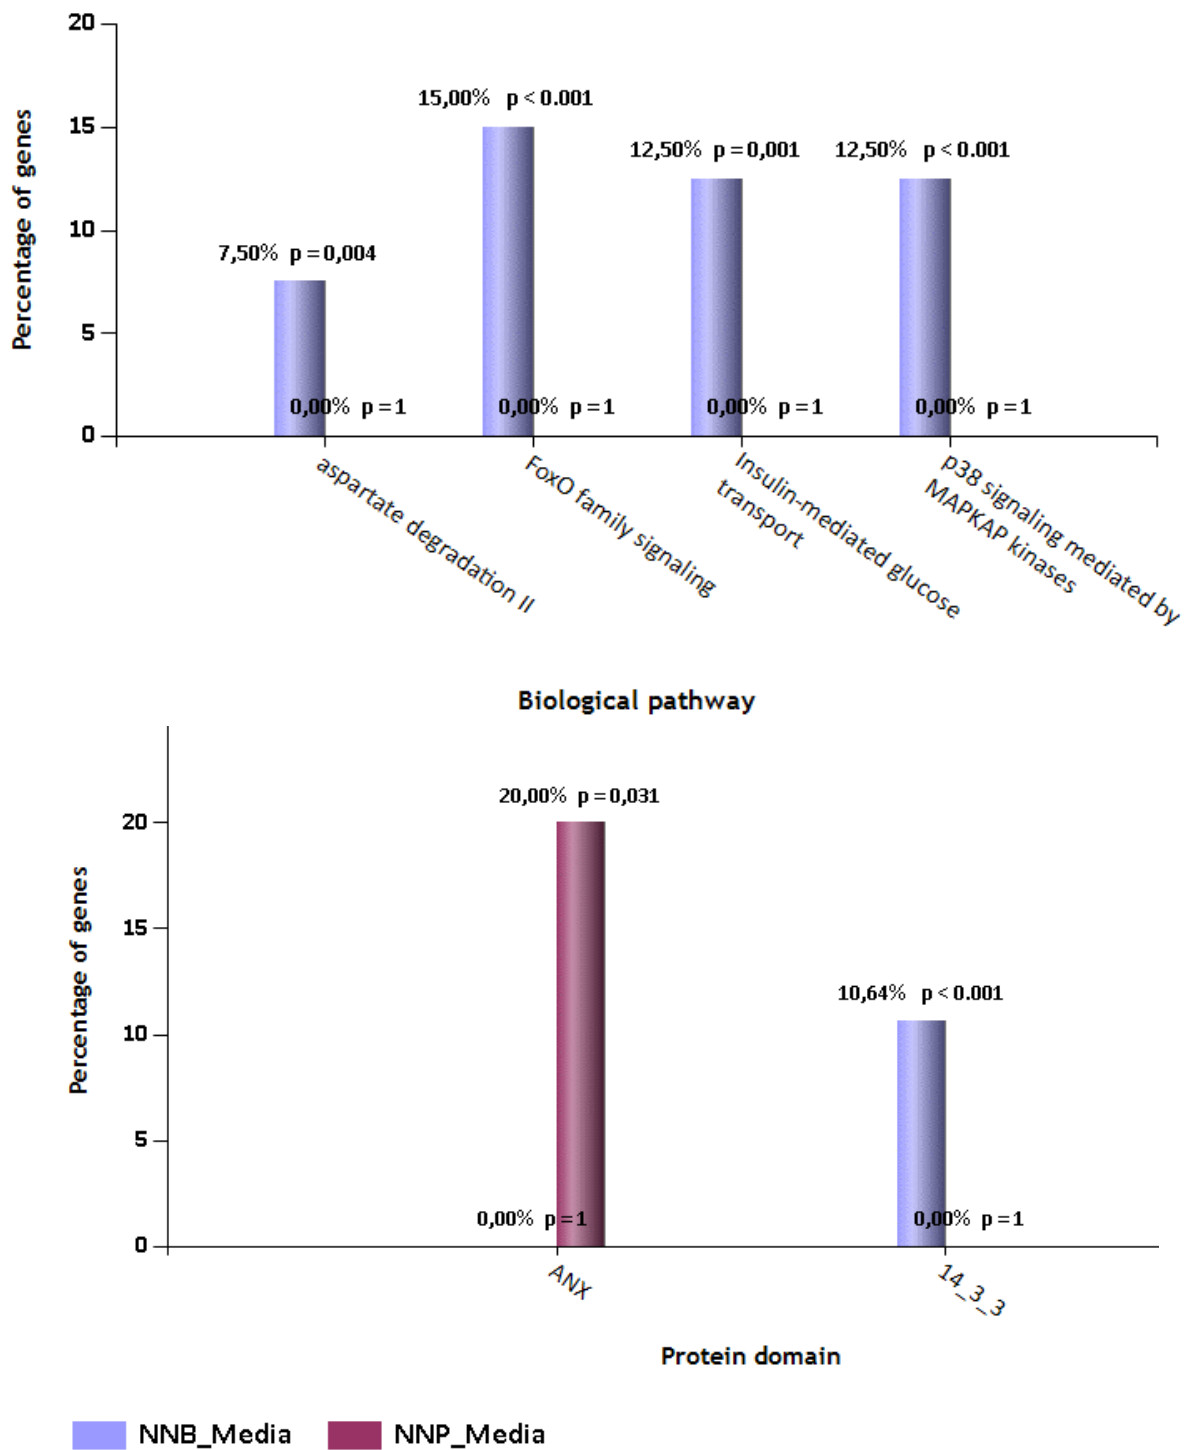 20
15,00% p < 0.001
15
12,50% p = 0,001
12,50% p < 0.001
10
7,50% p = 0,004
5
0,00% p = 1
0,00% p = 1
0,00% p = 1
0,00% p = 1
0
Percentage of genes
aspartate degradation II
FoxO family signaling
Insulin-mediated glucose
transport
p38 signaling mediated by
MAPKAP kinases
Biological pathway
20,00% p = 0,031
20
15
10,64% p < 0.001
10
5
0,00% p = 1
0,00% p = 1
0
Percentage of genes
ANX
14_3_3
Protein domain
NNB_Media
NNP_Media